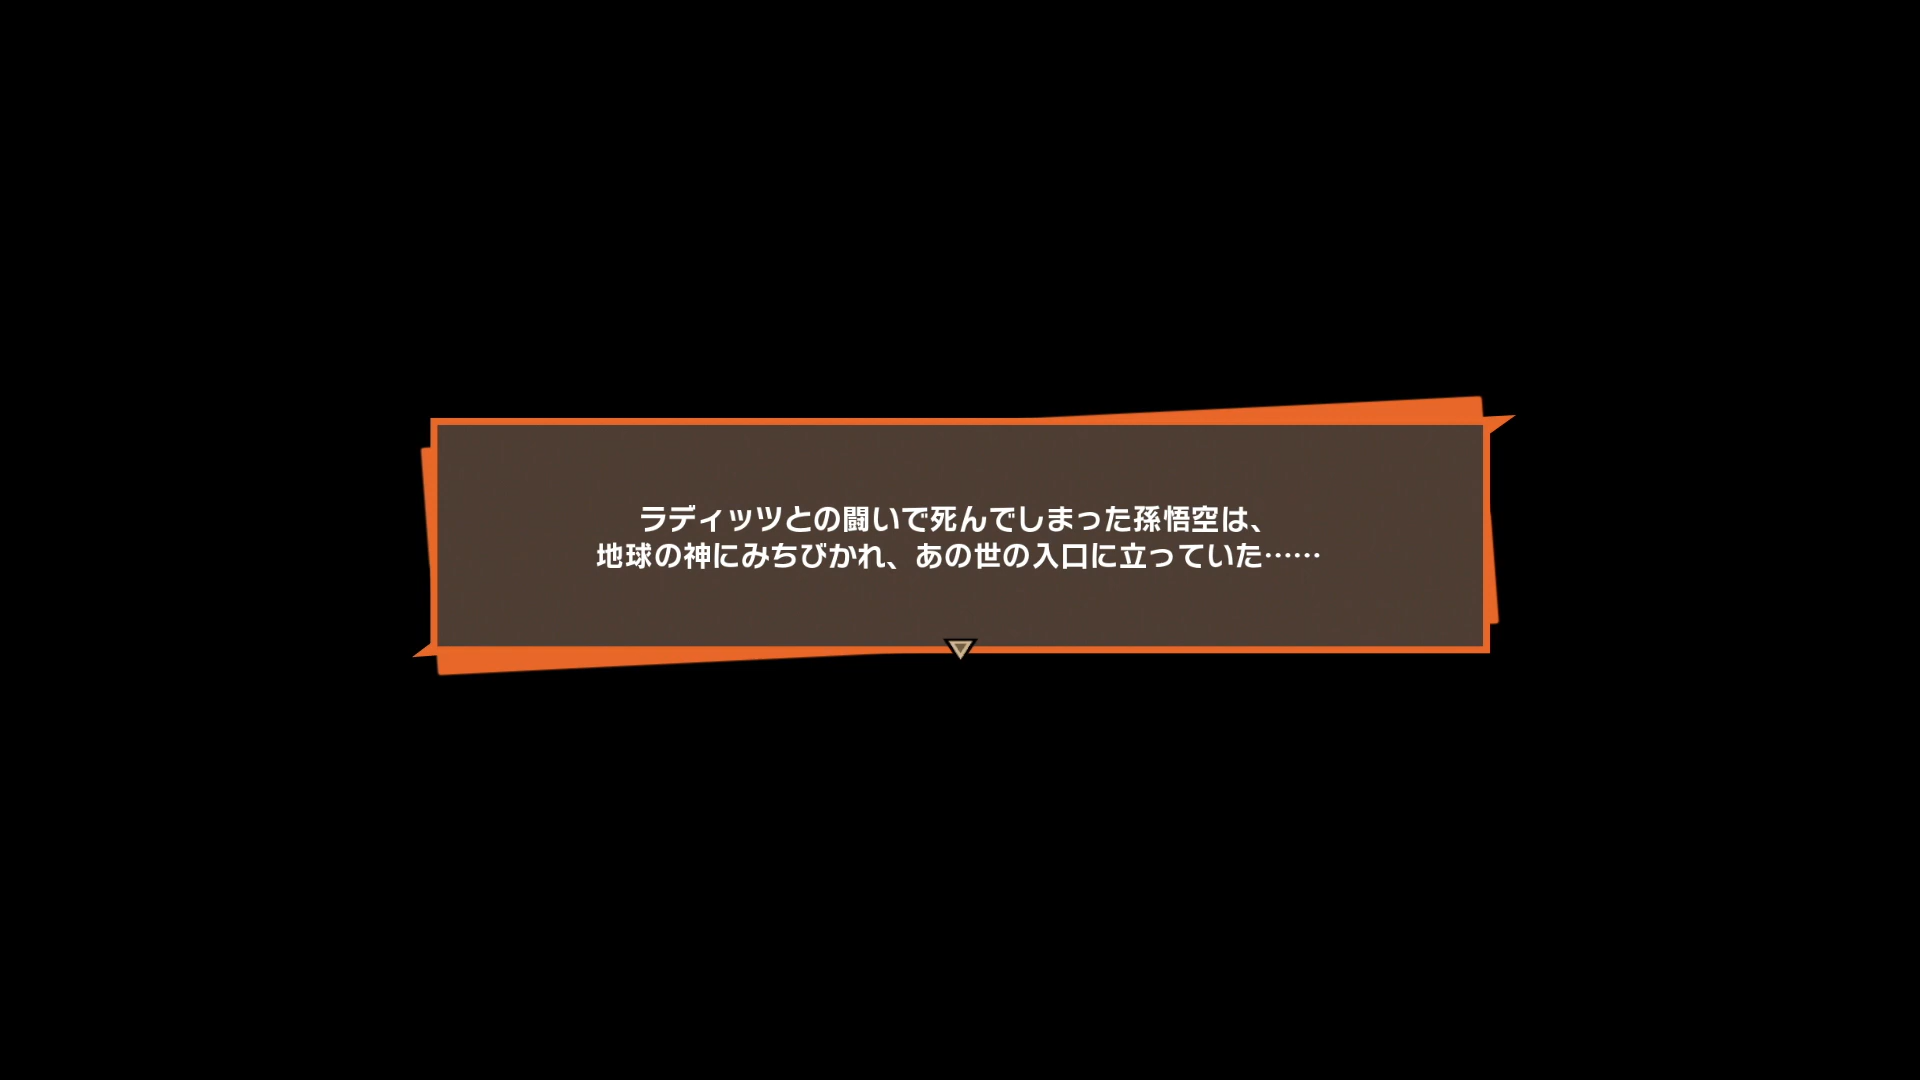 ラディッツとの闘いで死んでしまった孫悟空は、
地球の神にみちびかれ、あの世の入口に立っていた……